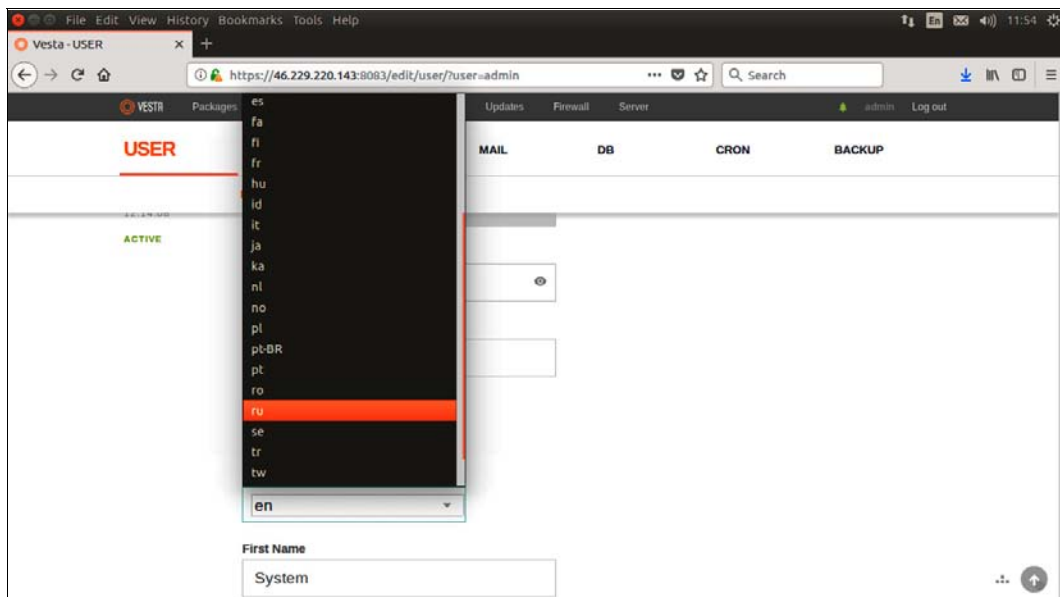 File Edit View History Bookmarks Tools Help
En 11:54
Vesta - USER × +
https://46.229.220.143:8083/edit/user/?user=admin ••• Search
VESTA Packages Updates Firewall Server admin Log out
USER MAIL DB CRON BACKUP
ACTIVE
es
fa
fi
fr
hu
id
it
ja
ka
nl
no
pl
pt-BR
pt
ro
ru
se
tr
tw
en
First Name
System